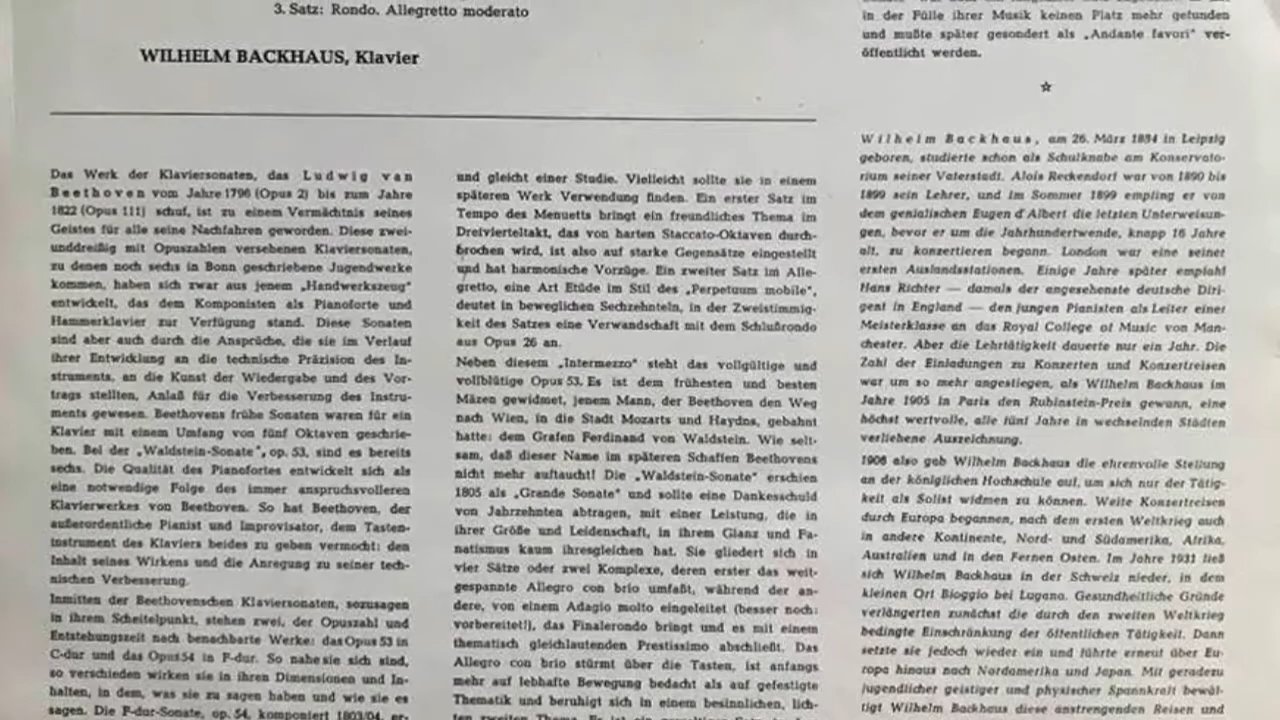 3. Satz: Rondo. Allegretto moderato
WILHELM BACKHAUS, Klavier
Das Werk der Klaviersonaten, das Ludwig van
Beethoven vom Jahre 1796 (Opus 2) bis zum Jahre
1822 (Opus 111) schuf, ist zu einem Vermächtnis seines
Geistes für alle seine Nachfahren geworden. Diese zwei-
unddreißig mit Opuszahlen versehenen Klaviersonaten,
zu denen noch sechs in Bonn geschriebene Jugendwerke
kommen, haben sich zwar aus jenem „Handwerkszeug"
entwickelt, das dem Komponisten als Pianoforte und
Hammerklavier zur Verfügung stand. Diese Sonaten
sind aber auch durch die Ansprüche, die sie im Verlauf
ihrer Entwicklung an die technische Präzision des In-
struments, an die Kunst der Wiedergabe und des Vor-
trags stellten, Anlaß für die Verbesserung des Instru-
ments gewesen. Beethovens frühe Sonaten waren für ein
Klavier mit einem Umfang von fünf Oktaven geschrie-
ben. Bei der „Waldstein-Sonate", op. 53, sind es bereits
sechs. Die Qualität des Pianofortes entwickelt sich als
eine notwendige Folge des immer anspruchsvolleren
Klavierwerkes von Beethoven. So hat Beethoven, der
außerordentliche Pianist und Improvisator, dem Tasten-
instrument des Klaviers beides zu geben vermocht: den
Inhalt seines Wirkens und die Anregung zu seiner tech-
nischen Verbesserung.
Inmitten der Beethovenschen Klaviersonaten, sozusagen
in ihrem Scheitelpunkt, stehen zwei, der Opuszahl und
Entstehungszeit nach benachbarte Werke: das Opus 53 in
C-dur und das Opus 54 in F-dur. So nahe sie sich sind,
so verschieden wirken sie in ihren Dimensionen und In-
halten, in dem, was sie zu sagen haben und wie sie es
sagen. Die F-dur-Sonate, op. 54, komponiert 1803/04, er-
und gleicht einer Studie. Vielleicht sollte sie in einem
späteren Werk Verwendung finden. Ein erster Satz im
Tempo des Menuetts bringt ein freundliches Thema im
Dreivierteltakt, das von harten Staccato-Oktaven durch-
brochen wird, ist also auf starke Gegensätze eingestellt
und hat harmonische Vorzüge. Ein zweiter Satz im Alle-
gretto, eine Art Etüde im Stil des „Perpetuum mobile",
deutet in beweglichen Sechzehnteln, in der Zweistimmig-
keit des Satzes eine Verwandschaft mit dem Schlußrondo
aus Opus 26 an.
Neben diesem „Intermezzo" steht das vollgültige und
vollblütige Opus 53. Es ist dem frühesten und besten
Mäzen gewidmet, jenem Mann, der Beethoven den Weg
nach Wien, in die Stadt Mozarts und Haydns, gebahnt
hatte: dem Grafen Ferdinand von Waldstein. Wie selt-
sam, daß dieser Name im späteren Schaffen Beethovens
nicht mehr auftaucht! Die „Waldstein-Sonate" erschien
1805 als „Grande Sonate" und sollte eine Dankesschuld
von Jahrzehnten abtragen, mit einer Leistung, die in
ihrer Größe und Leidenschaft, in ihrem Glanz und Fa-
natismus kaum ihresgleichen hat. Sie gliedert sich in
vier Sätze oder zwei Komplexe, deren erster das weit-
gespannte Allegro con brio umfaßt, während der an-
dere, von einem Adagio molto eingeleitet (besser noch:
vorbereitet!), das Finalerondo bringt und es mit einem
thematisch gleichlautenden Prestissimo abschließt. Das
Allegro con brio stürmt über die Tasten, ist anfangs
mehr auf lebhafte Bewegung bedacht als auf gefestigte
Thematik und beruhigt sich in einem besinnlichen, lich-
ten zweiten Thema. Es ist ein
in der Fülle ihrer Musik keinen Platz mehr gefunden
und mußte später gesondert als „Andante favori" ver-
öffentlicht werden.
☆
Wilhelm Backhaus, am 26. März 1884 in Leipzig
geboren, studierte schon als Schulknabe am Konservato-
rium seiner Vaterstadt. Alois Reckendorf war von 1890 bis
1899 sein Lehrer, und im Sommer 1899 empfing er von
dem genialischen Eugen d'Albert die letzten Unterweisun-
gen, bevor er um die Jahrhundertwende, knapp 16 Jahre
alt, zu konzertieren begann. London war eine seiner
ersten Auslandsstationen. Einige Jahre später empfahl
Hans Richter — damals der angesehenste deutsche Diri-
gent in England — den jungen Pianisten als Leiter einer
Meisterklasse an das Royal College of Music von Man-
chester. Aber die Lehrtätigkeit dauerte nur ein Jahr. Die
Zahl der Einladungen zu Konzerten und Konzertreisen
war um so mehr angestiegen, als Wilhelm Backhaus im
Jahre 1905 in Paris den Rubinstein-Preis gewann, eine
höchst wertvolle, alle fünf Jahre in wechselnden Städten
verliehene Auszeichnung.
1906 also gab Wilhelm Backhaus die ehrenvolle Stellung
an der königlichen Hochschule auf, um sich nur der Tätig-
keit als Solist widmen zu können. Weite Konzertreisen
durch Europa begannen, nach dem ersten Weltkrieg auch
in andere Kontinente, Nord- und Südamerika, Afrika,
Australien und in den Fernen Osten. Im Jahre 1931 ließ
sich Wilhelm Backhaus in der Schweiz nieder, in dem
kleinen Ort Bioggio bei Lugano. Gesundheitliche Gründe
verlängerten zunächst die durch den zweiten Weltkrieg
bedingte Einschränkung der öffentlichen Tätigkeit. Dann
setzte sie jedoch wieder ein und führte erneut über Eu-
ropa hinaus nach Nordamerika und Japan. Mit geradezu
jugendlicher geistiger und physischer Spannkraft bewäl-
tigt Wilhelm Backhaus diese anstrengenden Reisen und